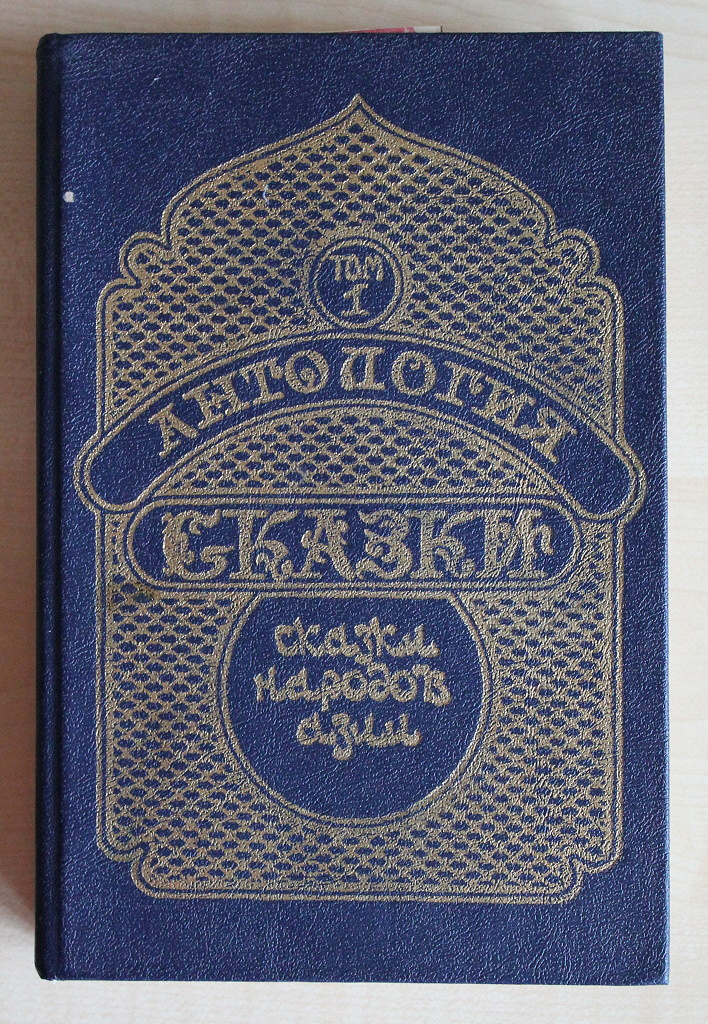 ТОМ
1
АНТОЛОГИЯ
СКАЗКИ
сказки
народов
азии